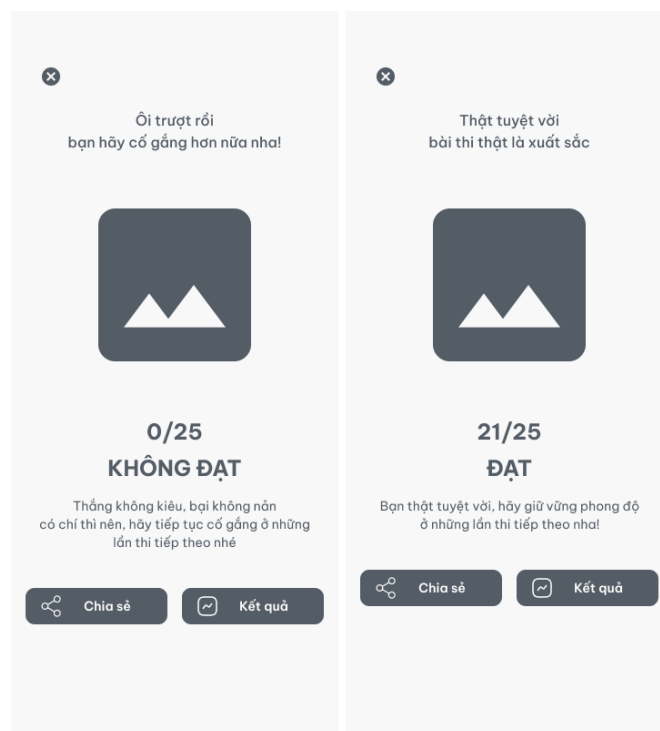 Ôi trượt rồi
bạn hãy cố gắng hơn nữa nha!
0/25
KHÔNG ĐẠT
Thắng không kiêu, bại không nản
có chí thì nên, hãy tiếp tục cố gắng ở những
lần thi tiếp theo nhé
Chia sẻ
Kết quả
Thật tuyệt vời
bài thi thật là xuất sắc
21/25
ĐẠT
Bạn thật tuyệt vời, hãy giữ vững phong độ
ở những lần thi tiếp theo nha!
Chia sẻ
Kết quả